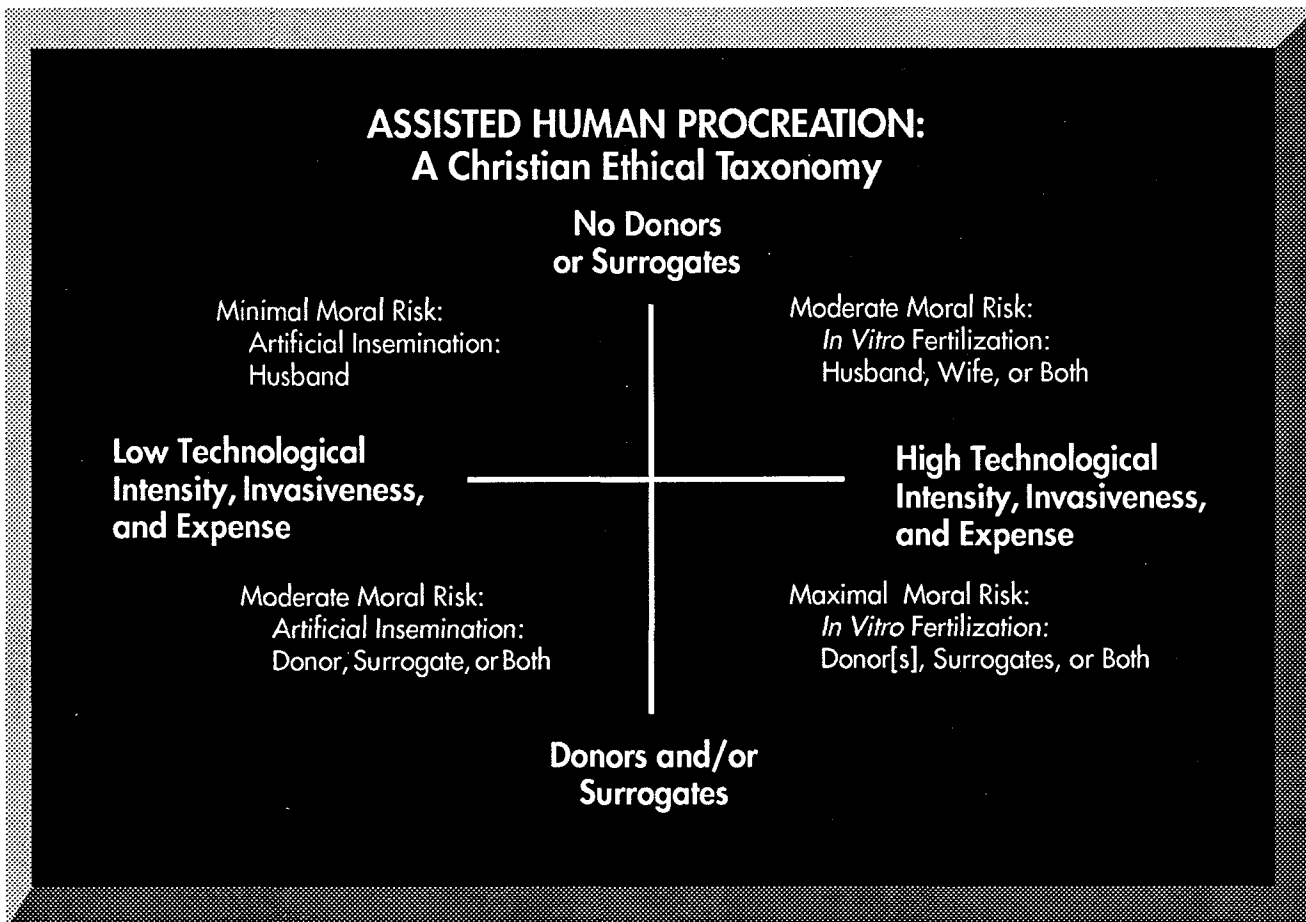 ASSISTED HUMAN PROCREATION:
A Christian Ethical Taxonomy
No Donors
or Surrogates
Minimal Moral Risk:
Artificial Insemination:
Husband
Moderate Moral Risk:
In Vitro Fertilization:
Husband, Wife, or Both
Low Technological
Intensity, Invasiveness,
and Expense
High Technological
Intensity, Invasiveness,
and Expense
Moderate Moral Risk:
Artificial Insemination:
Donor, Surrogate, or Both
Maximal Moral Risk:
In Vitro Fertilization:
Donor[s], Surrogates, or Both
Donors and/or
Surrogates